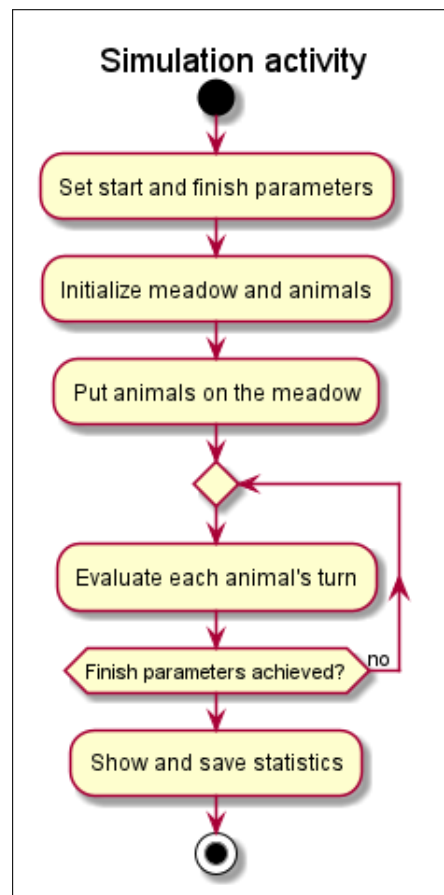 Simulation activity
Set start and finish parameters
Initialize meadow and animals
Put animals on the meadow
Evaluate each animal's turn
Finish parameters achieved?
no
Show and save statistics